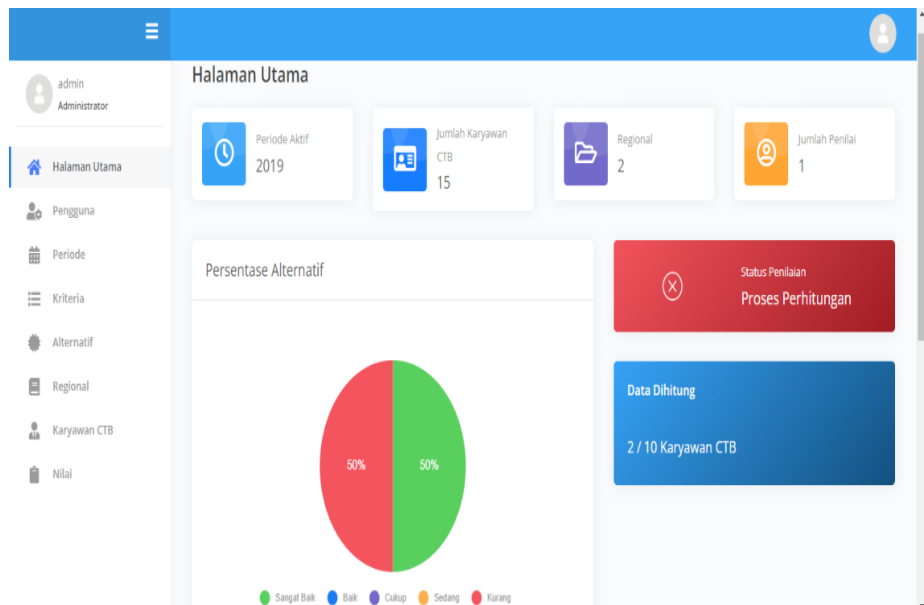 admin
Administrator
Halaman Utama
Pengguna
Periode
Kriteria
Alternatif
Regional
Karyawan CTB
Nilai
Halaman Utama
Periode Aktif
2019
Jumlah Karyawan
CTB
15
Regional
2
Jumlah Penilai
1
Persentase Alternatif
50%
50%
Sangat Baik
Baik
Cukup
Sedang
Kurang
Status Penilaian
Proses Perhitungan
Data Dihitung
2 / 10 Karyawan CTB